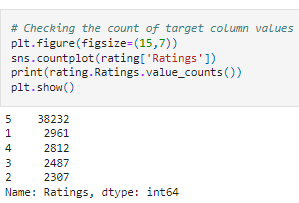 # Checking the count of target column values
plt.figure(figsize=(15,7))
sns.countplot(rating['Ratings'])
print(rating.Ratings.value_counts())
plt.show()
5    38232
1     2961
4     2812
3     2487
2     2307
Name: Ratings, dtype: int64